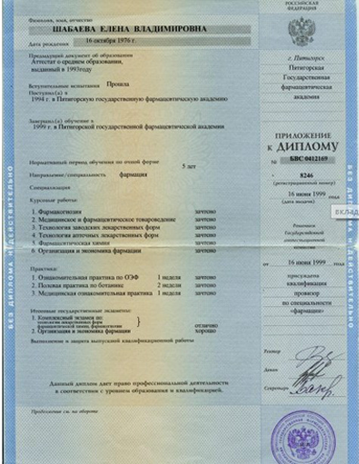 Фамилия, имя, отчество
ШАБАЕВА ЕЛЕНА ВЛАДИМИРОВНА
Дата рождения 16 октября 1976 г.
Предыдущий документ об образовании
Аттестат о среднем образовании,
выданный в 1993году
Вступительные испытания Прошла
Поступил(а) в
1994 г. в Пятигорскую государственную фармацевтическую академию
Завершил(а) обучение в
1999 г. в Пятигорской государственной фармацевтической академии
Нормативный период обучения по очной форме 5 лет
Направление/специальность фармация
Специализация
Курсовые работы
1. Фармакогнозия зачтено
2. Медицинское и фармацевтическое товароведение зачтено
3. Технология заводских лекарственных форм зачтено
4. Технология аптечных лекарственных форм зачтено
5. Фармацевтическая химия зачтено
6. Организация и экономика фармации зачтено
Практика:
1. Ознакомительная практика по ОЭФ 1 неделя зачтено
2. Полевая практика по ботанике 2 недели зачтено
3. Медицинская ознакомительная практика 1 неделя зачтено
Итоговые государственные экзамены:
1. Комплексный экзамен по
технологии лекарственных форм
фармацевтической химии, фармакогнозии отлично
2. Организация и экономика фармации хорошо
Выполнение и защита выпускной квалификационной работы
Данный диплом дает право профессиональной деятельности
в соответствии с уровнем образования и квалификацией.
Продолжение см. на обороте
БЕЗ ДИПЛОМА НЕДЕЙСТВИТЕЛЬНО
РОССИЙСКАЯ
ФЕДЕРАЦИЯ
г. Пятигорск
Пятигорская
Государственная
фармацевтическая
академия
ПРИЛОЖЕНИЕ
к ДИПЛОМУ
№ БВС 0412169
8246
(регистрационный номер)
16 июня 1999
(дата выдачи)
ВКЛАД
Решением
Государственной
аттестационной
комиссии
от 16 июня 1999
присуждена
квалификация
провизор
по специальности
«фармация»
Ректор
Декан
Секретарь